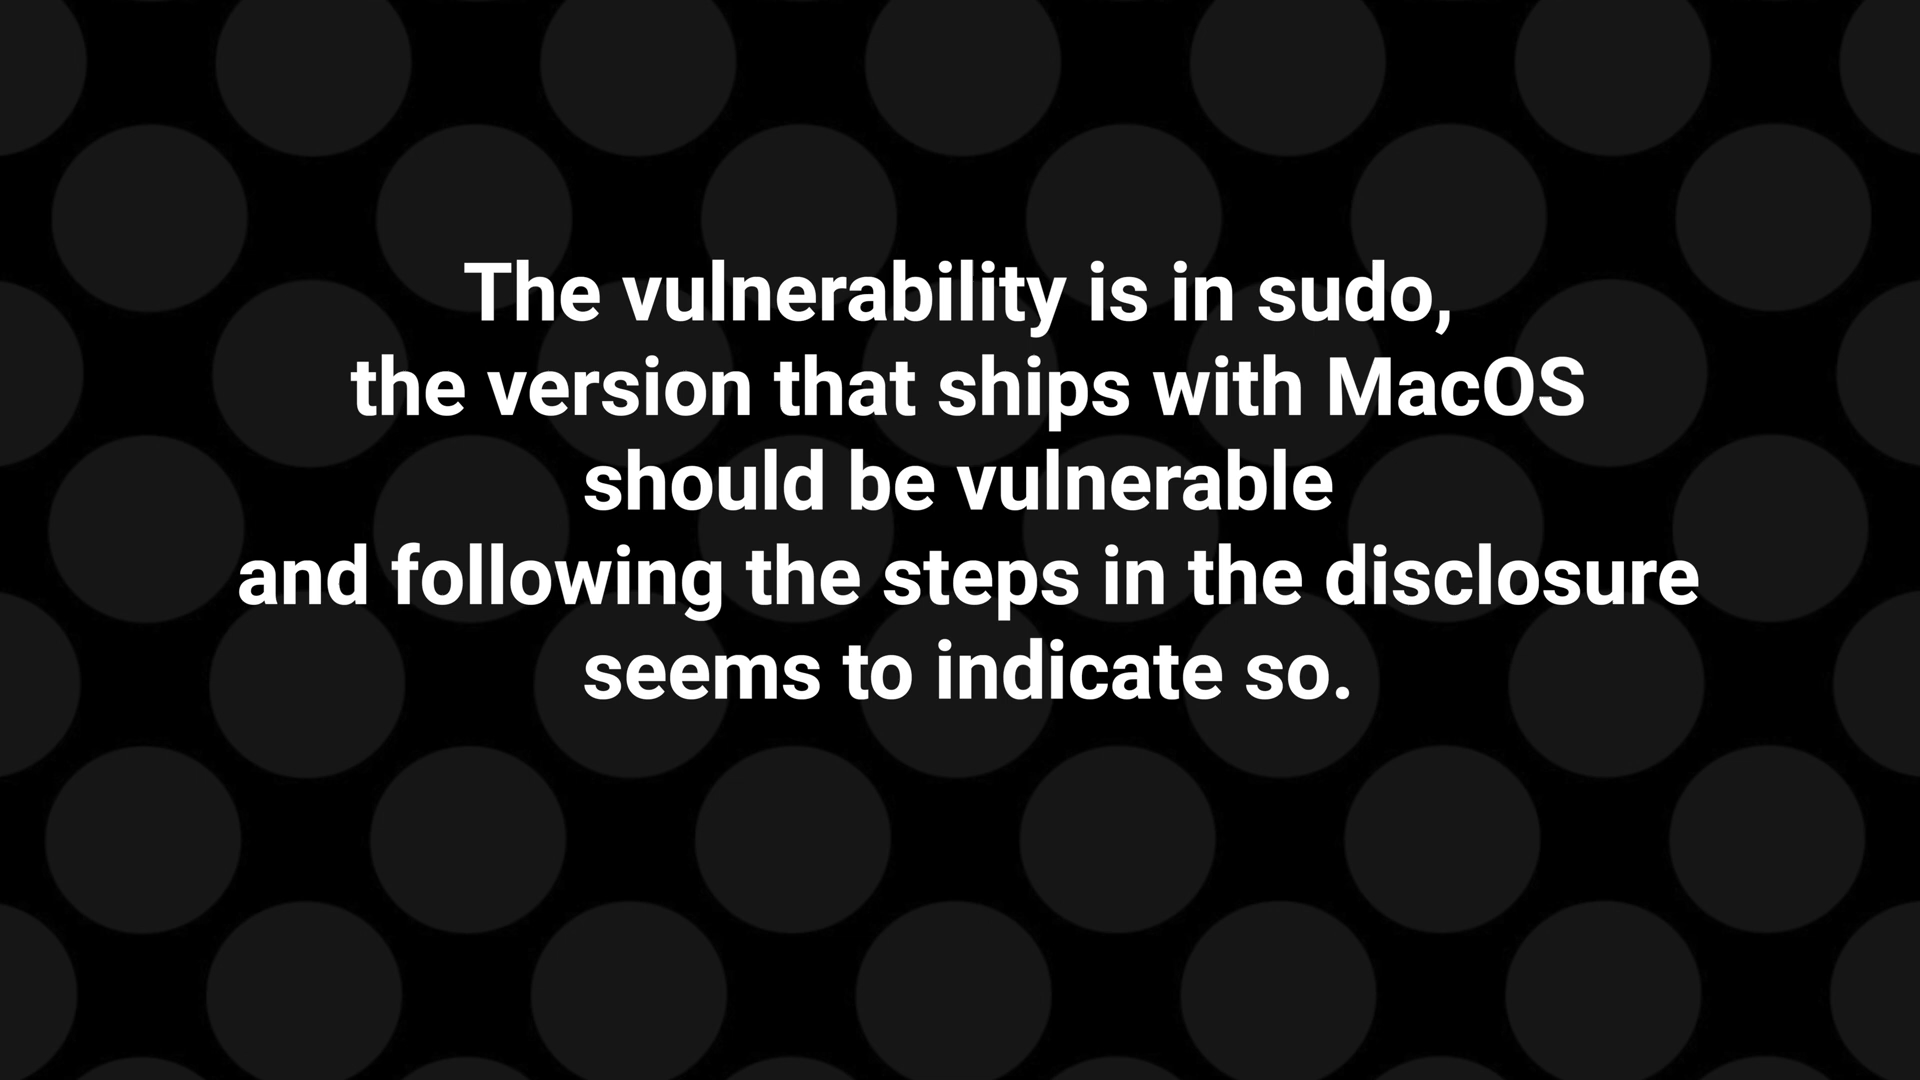 The vulnerability is in sudo,
the version that ships with MacOS
should be vulnerable
and following the steps in the disclosure
seems to indicate so.